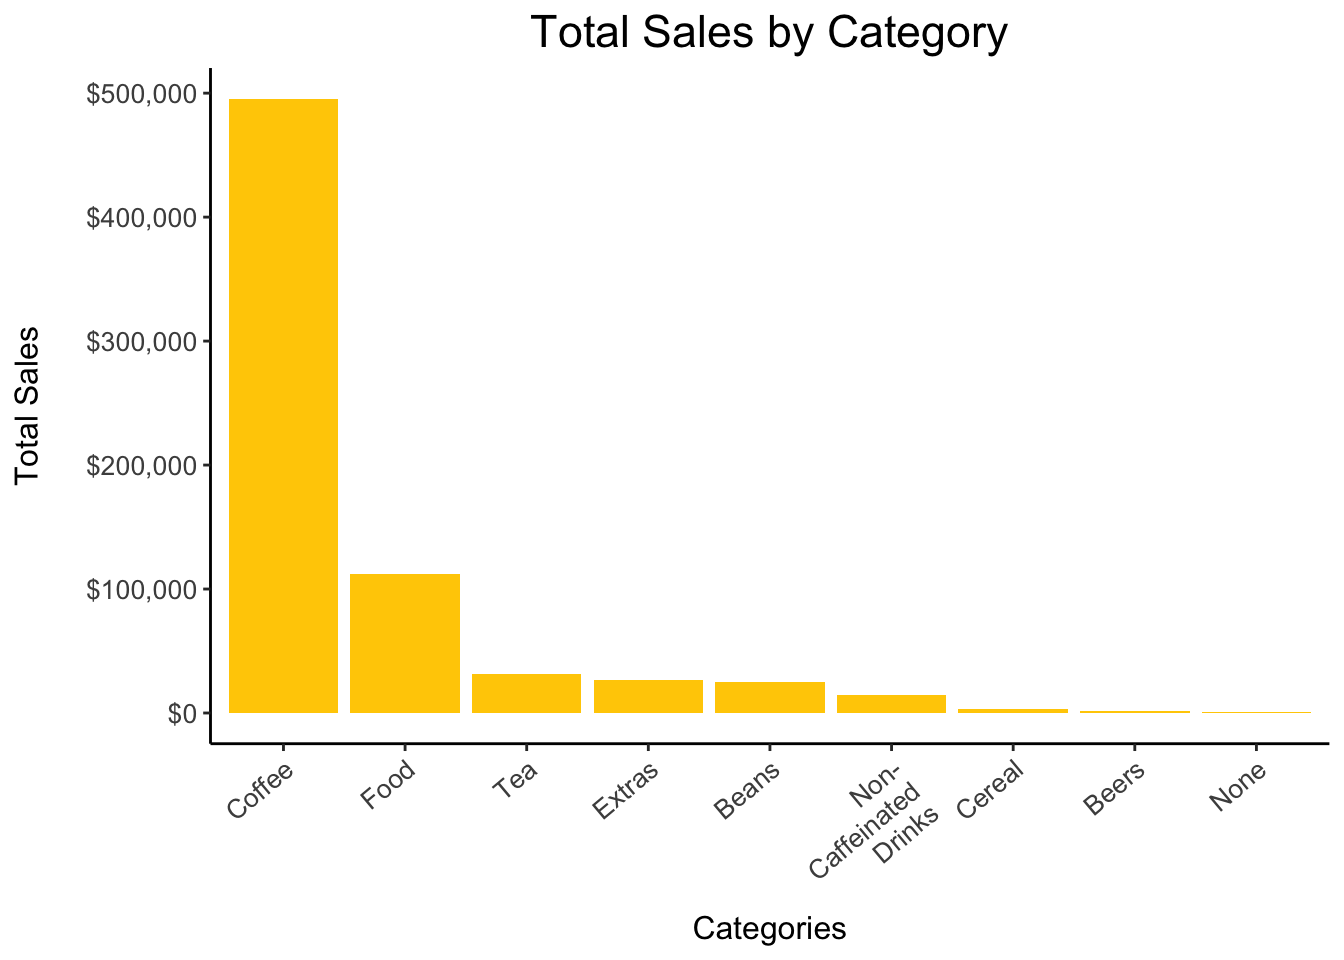 Total Sales by Category
Total Sales
$500,000
$400,000
$300,000
$200,000
$100,000
$0
Coffee
Food
Tea
Extras
Beans
Non-
Caffeinated
Drinks
Cereal
Beers
None
Categories